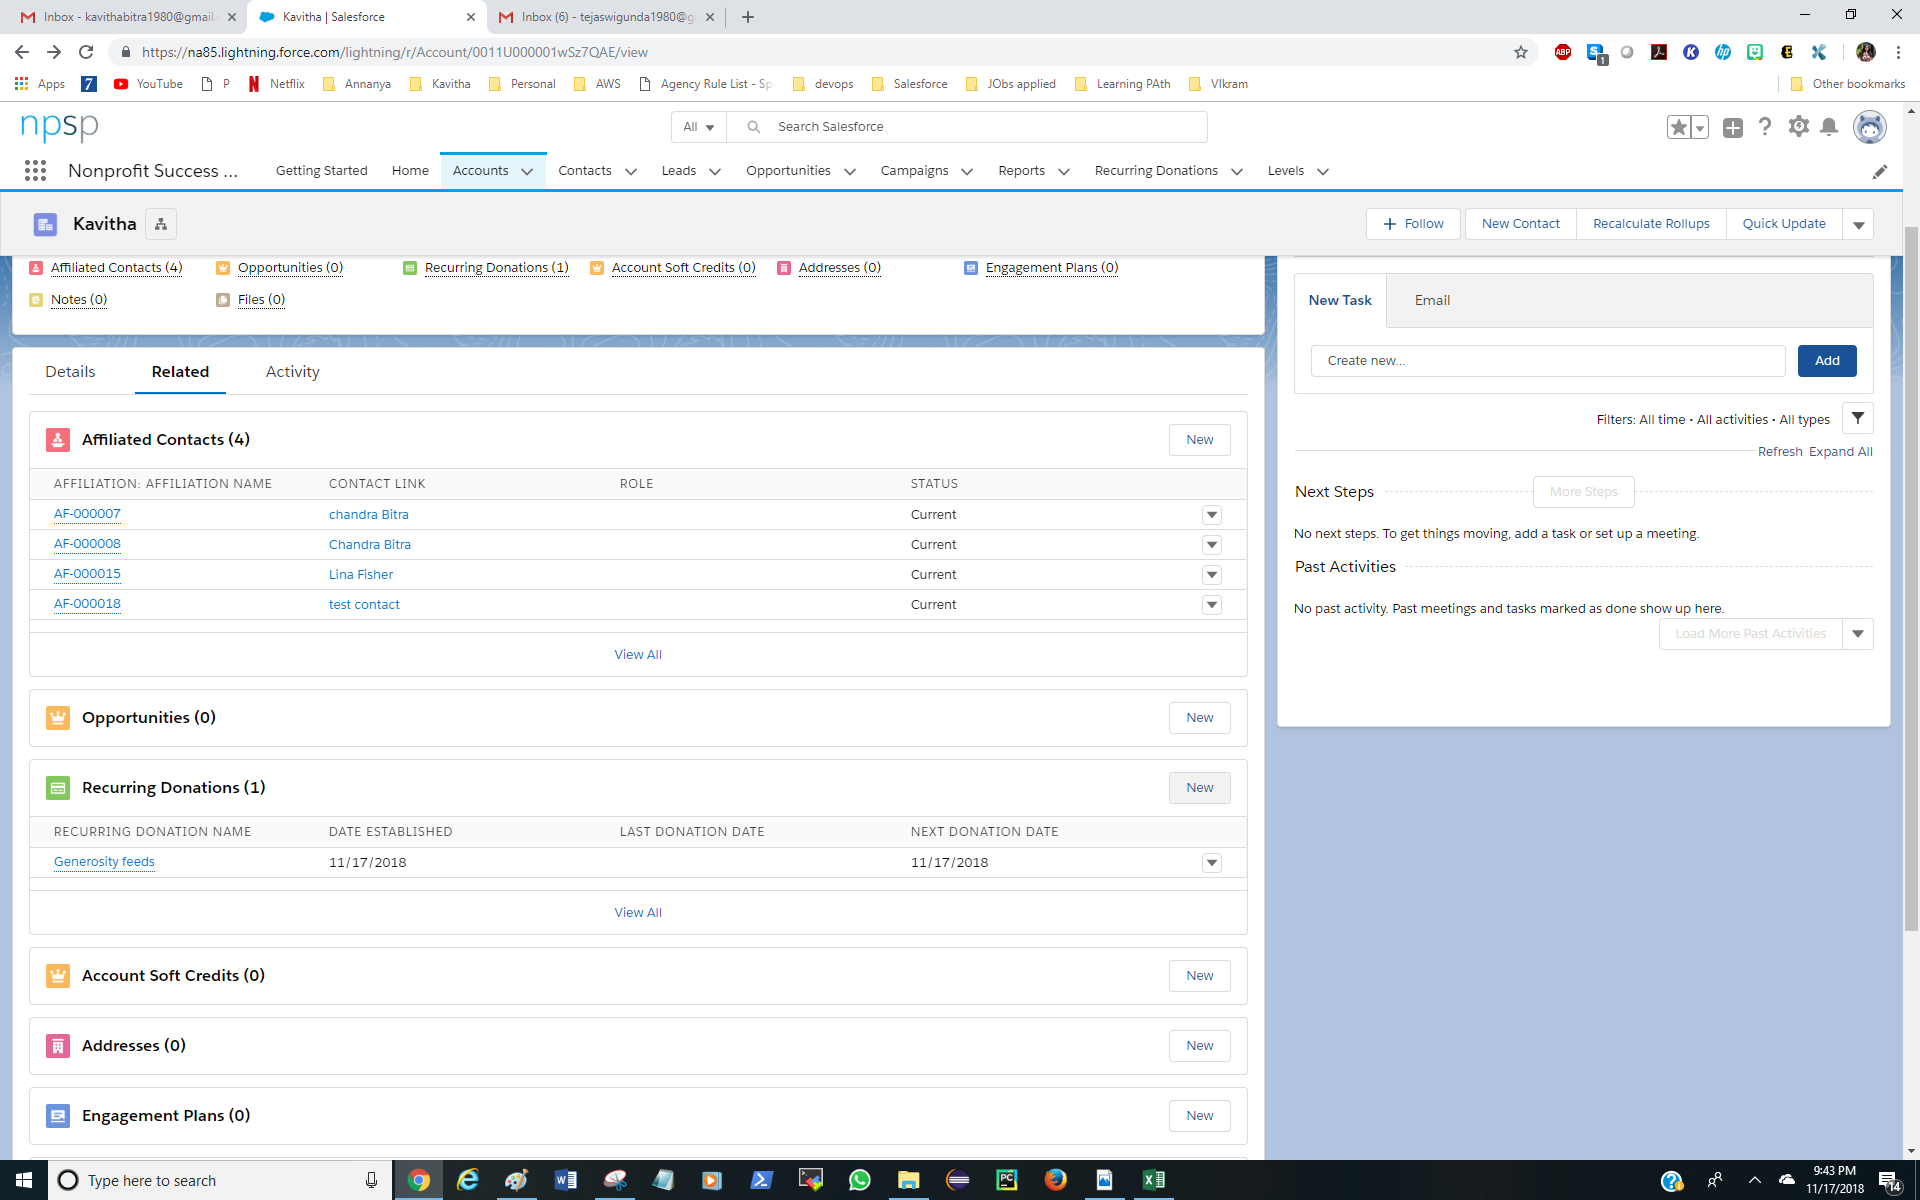 Inbox - kavithabitra1980@gmail.
Kavitha | Salesforce
Inbox (6) - tejaswigunda1980@g
https://na85.lightning.force.com/lightning/r/Account/0011U000001wSz7QAE/view
Apps
7
YouTube
P
Netflix
Annanya
Kavitha
Personal
AWS
Agency Rule List - Sp
devops
Salesforce
JObs applied
Learning PAth
VIkram
Other bookmarks
npsp
All
Search Salesforce
Nonprofit Success ...
Getting Started
Home
Accounts
Contacts
Leads
Opportunities
Campaigns
Reports
Recurring Donations
Levels
Kavitha
Follow
New Contact
Recalculate Rollups
Quick Update
Affiliated Contacts (4)
Opportunities (0)
Recurring Donations (1)
Account Soft Credits (0)
Addresses (0)
Engagement Plans (0)
Notes (0)
Files (0)
Details
Related
Activity
Affiliated Contacts (4)
New
AFFILIATION: AFFILIATION NAME CONTACT LINK ROLE STATUS
AF-000007 chandra Bitra Current
AF-000008 Chandra Bitra Current
AF-000015 Lina Fisher Current
AF-000018 test contact Current
View All
Opportunities (0)
New
Recurring Donations (1)
New
RECURRING DONATION NAME DATE ESTABLISHED LAST DONATION DATE NEXT DONATION DATE
Generosity feeds 11/17/2018 11/17/2018
View All
Account Soft Credits (0)
New
Addresses (0)
New
Engagement Plans (0)
New
New Task
Email
Create new...
Add
Filters: All time • All activities • All types
Refresh Expand All
Next Steps
More Steps
No next steps. To get things moving, add a task or set up a meeting.
Past Activities
No past activity. Past meetings and tasks marked as done show up here.
Load More Past Activities
Type here to search
9:43 PM
11/17/2018
14